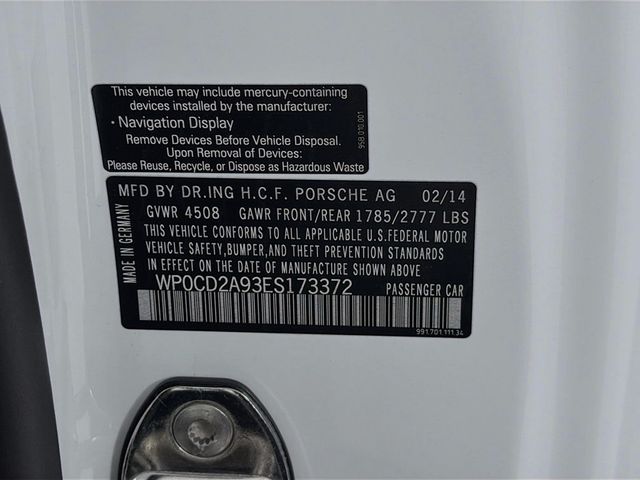 This vehicle may include mercury-containing
devices installed by the manufacturer:
· Navigation Display
Remove Devices Before Vehicle Disposal.
Upon Removal of Devices:
Please Reuse, Recycle, or Dispose as Hazardous Waste
958.010.001
MADE IN GERMANY
MFD BY DR.ING H.C.F. PORSCHE AG 02/14
GVWR 4508 GAWR FRONT/REAR 1785/2777 LBS
THIS VEHICLE CONFORMS TO ALL APPLICABLE U.S.FEDERAL MOTOR
VEHICLE SAFETY,BUMPER,AND THEFT PREVENTION STANDARDS
IN EFFECT ON THE DATE OF MANUFACTURE SHOWN ABOVE
WP0CD2A93ES173372 PASSENGER CAR
991.701.111.34